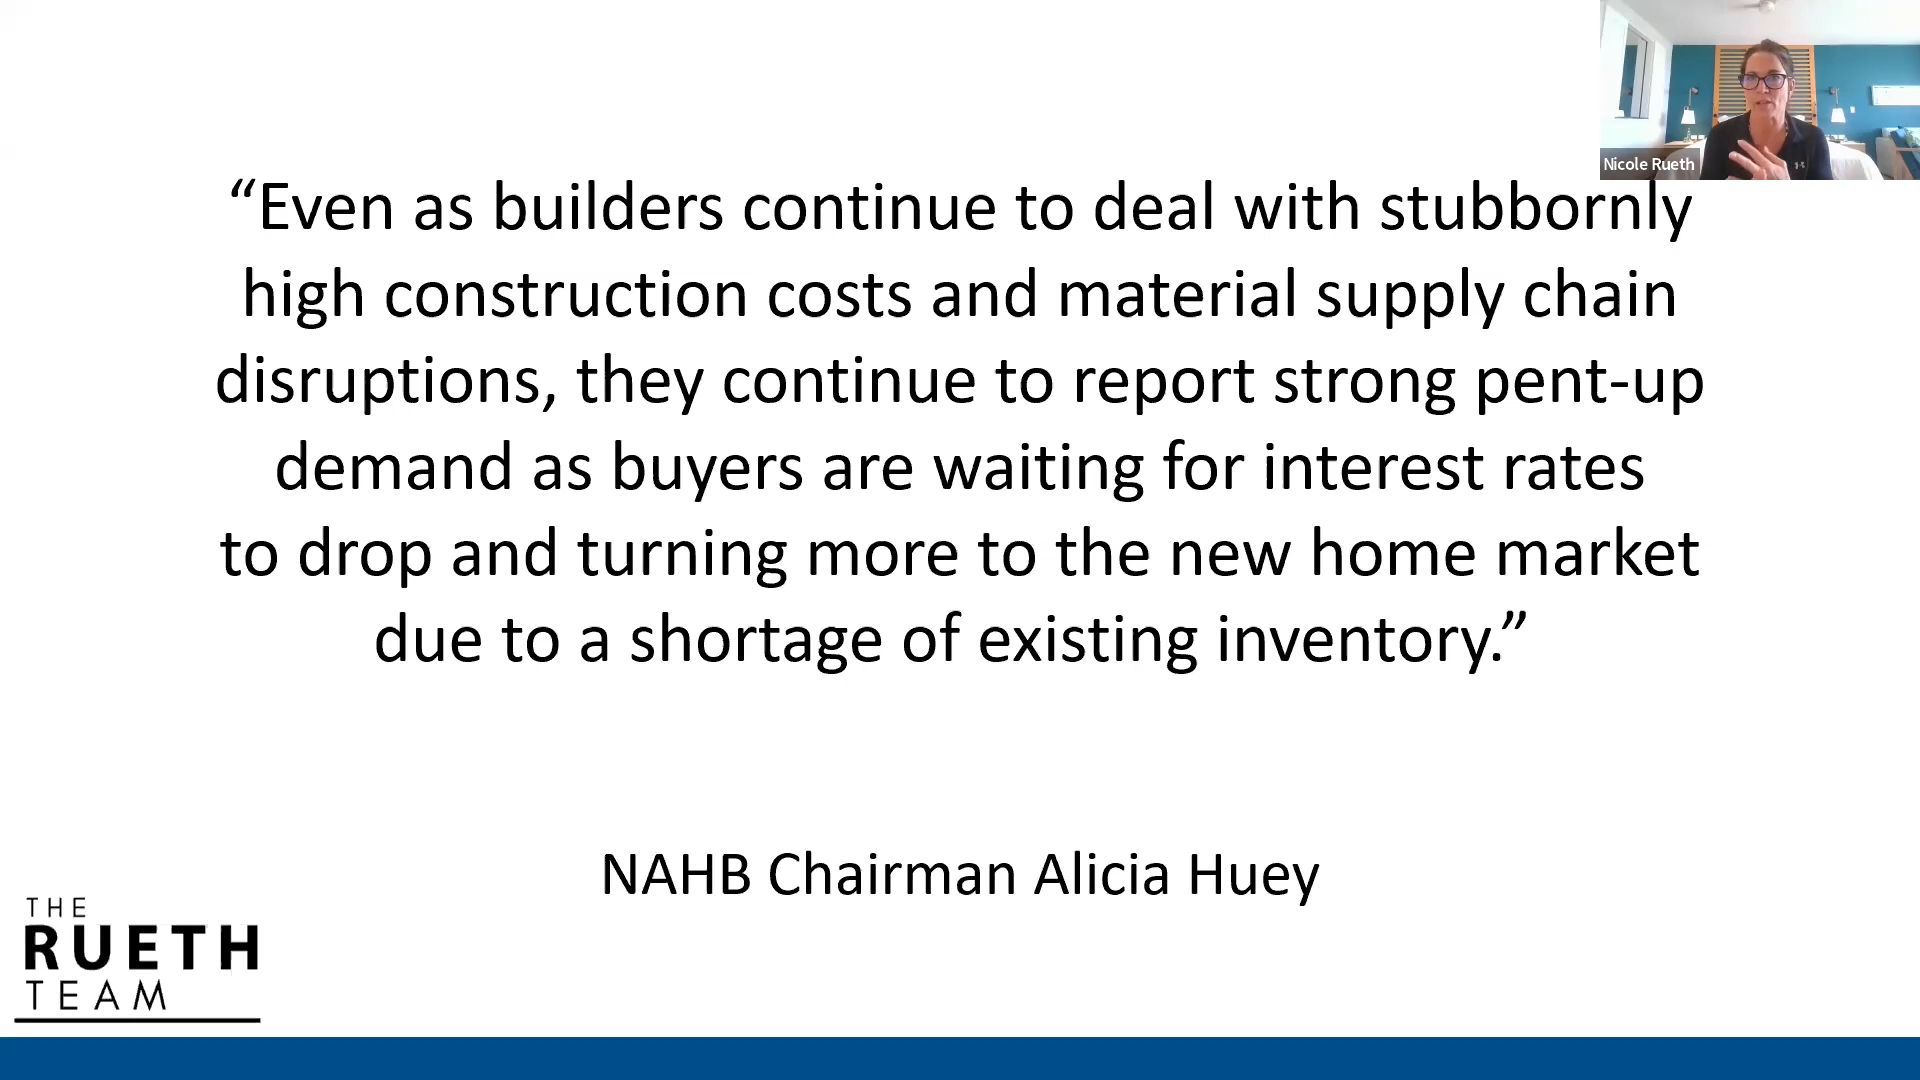 Nicole Rueth
“Even as builders continue to deal with stubbornly
high construction costs and material supply chain
disruptions, they continue to report strong pent-up
demand as buyers are waiting for interest rates
to drop and turning more to the new home market
due to a shortage of existing inventory.”
NAHB Chairman Alicia Huey
THE
RUETH
TEAM